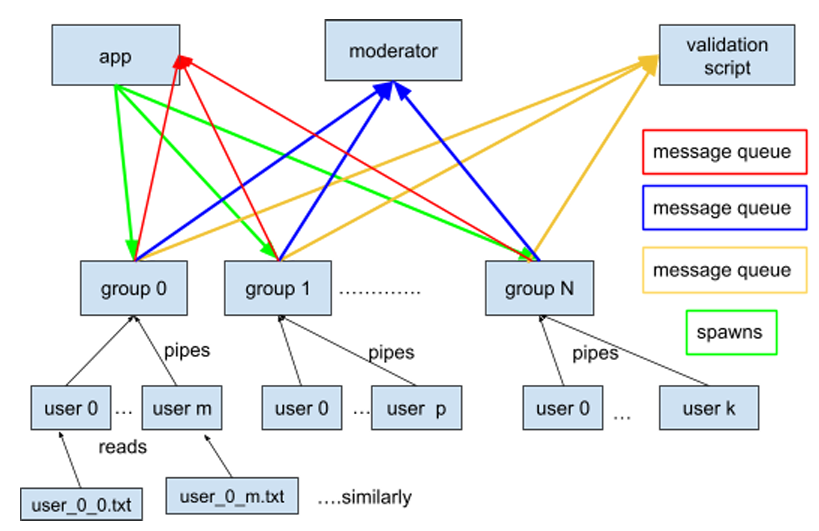 app
moderator
validation
script
message queue
message queue
message queue
spawns
group 0
group 1
.............
group N
pipes
pipes
pipes
user 0
...
user m
user 0
...
user p
user 0
...
user k
reads
user_0_0.txt
user_0_m.txt
....similarly